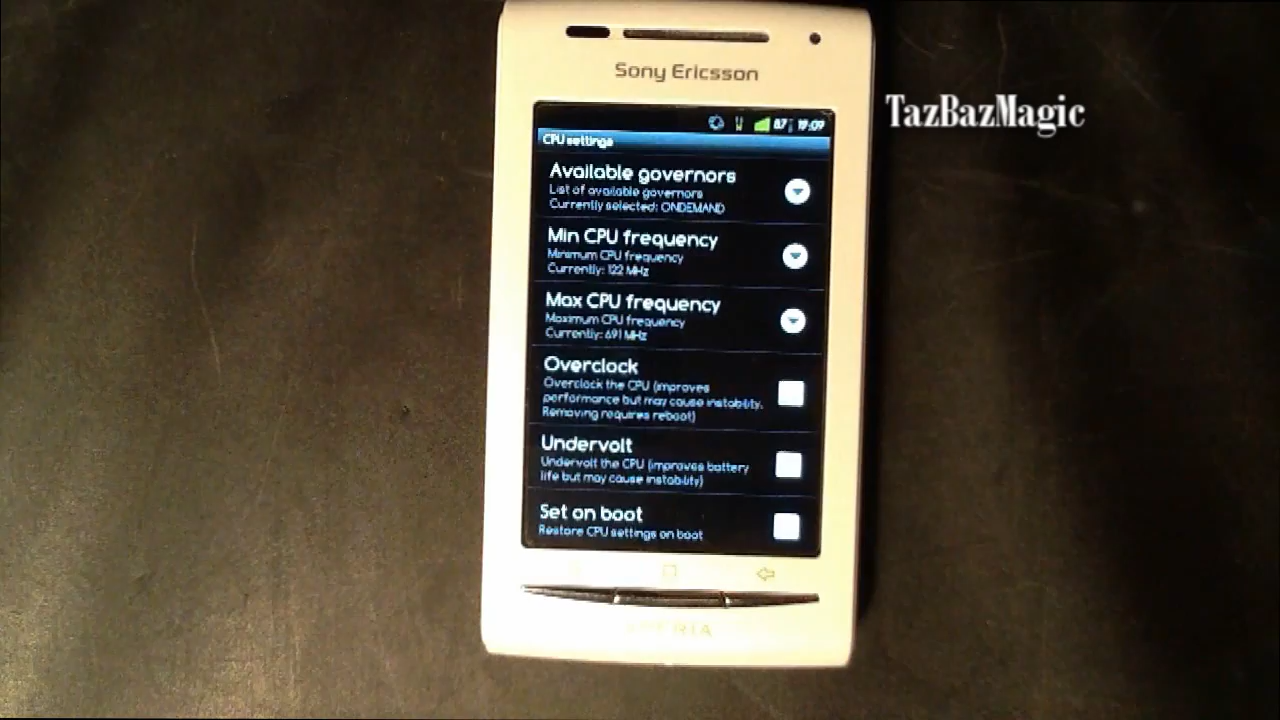 Sony Ericsson
TazBazMagic
87 19:09
CPU settings
Available governors
List of available governors
Currently selected: ONDEMAND
Min CPU frequency
Minimum CPU frequency
Currently: 122 MHz
Max CPU frequency
Maximum CPU frequency
Currently: 691 MHz
Overclock
Overclock the CPU (improves
performance but may cause instability.
Removing requires reboot)
Undervolt
Undervolt the CPU (improves battery
life but may cause instability)
Set on boot
Restore CPU settings on boot
XPERIA